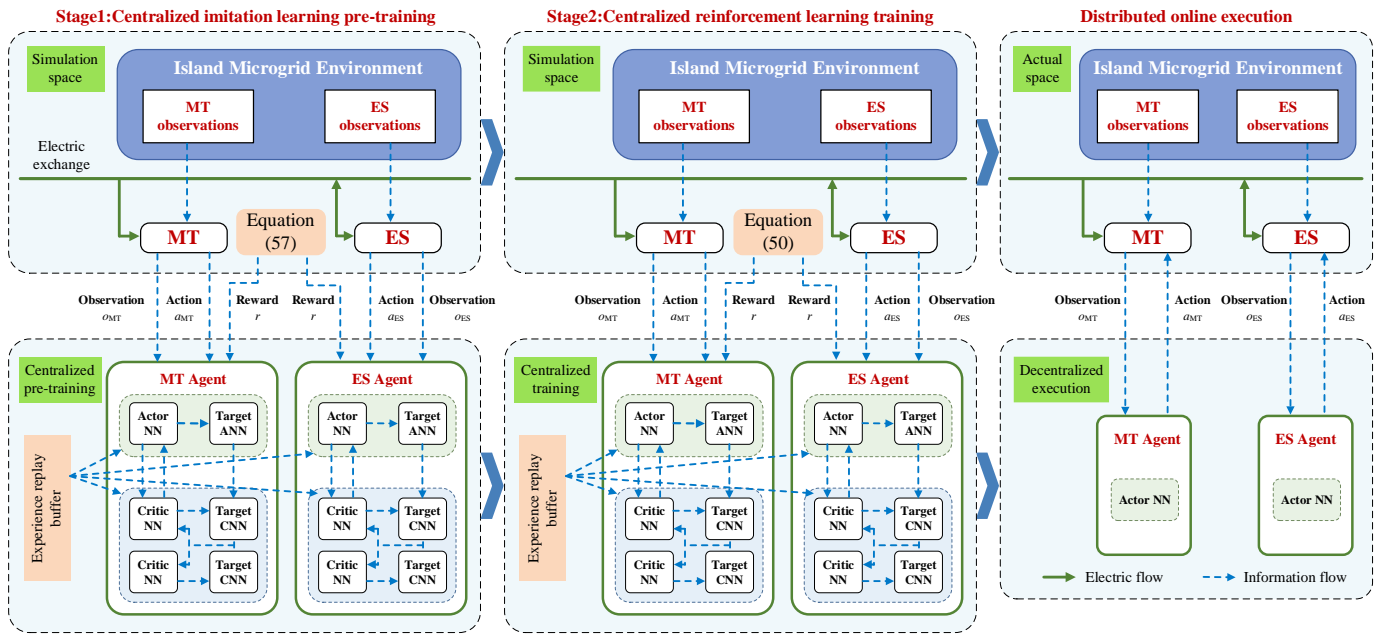 Stage1:Centralized imitation learning pre-training
Simulation
space
Island Microgrid Environment
MT
observations
ES
observations
Electric
exchange
MT
Equation
(57)
ES
Observation
oMT
Action
aMT
Reward
r
Reward
r
Action
aES
Observation
oES
Centralized
pre-training
Experience replay
buffer
MT Agent
Actor
NN
Target
ANN
Critic
NN
Target
CNN
Critic
NN
Target
CNN
ES Agent
Actor
NN
Target
ANN
Critic
NN
Target
CNN
Critic
NN
Target
CNN
Stage2:Centralized reinforcement learning training
Simulation
space
Island Microgrid Environment
MT
observations
ES
observations
MT
Equation
(50)
ES
Observation
oMT
Action
aMT
Reward
r
Reward
r
Action
aES
Observation
oES
Centralized
training
Experience replay
buffer
MT Agent
Actor
NN
Target
ANN
Critic
NN
Target
CNN
Critic
NN
Target
CNN
ES Agent
Actor
NN
Target
ANN
Critic
NN
Target
CNN
Critic
NN
Target
CNN
Distributed online execution
Actual
space
Island Microgrid Environment
MT
observations
ES
observations
MT
ES
Observation
oMT
Action
aMT
Observation
oES
Action
aES
Decentralized
execution
MT Agent
Actor NN
ES Agent
Actor NN
Electric flow
Information flow